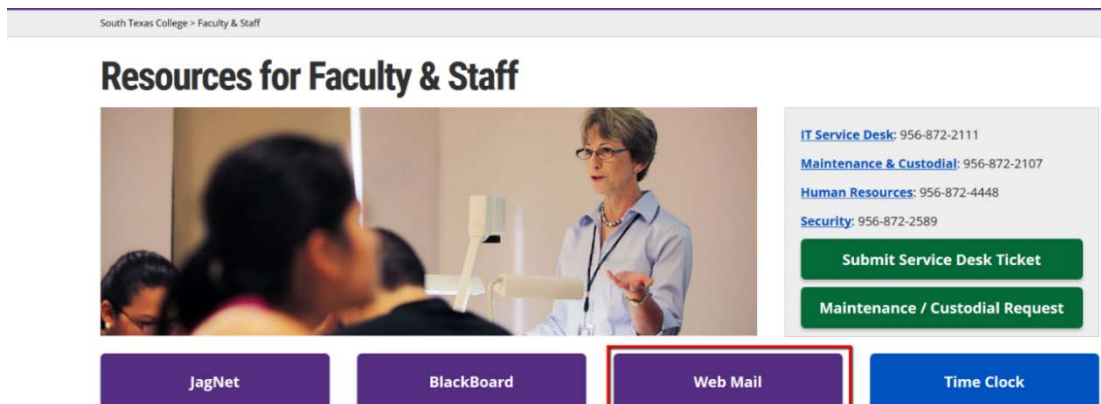 South Texas College > Faculty & Staff
Resources for Faculty & Staff
IT Service Desk: 956-872-2111
Maintenance & Custodial: 956-872-2107
Human Resources: 956-872-4448
Security: 956-872-2589
Submit Service Desk Ticket
Maintenance / Custodial Request
JagNet
BlackBoard
Web Mail
Time Clock